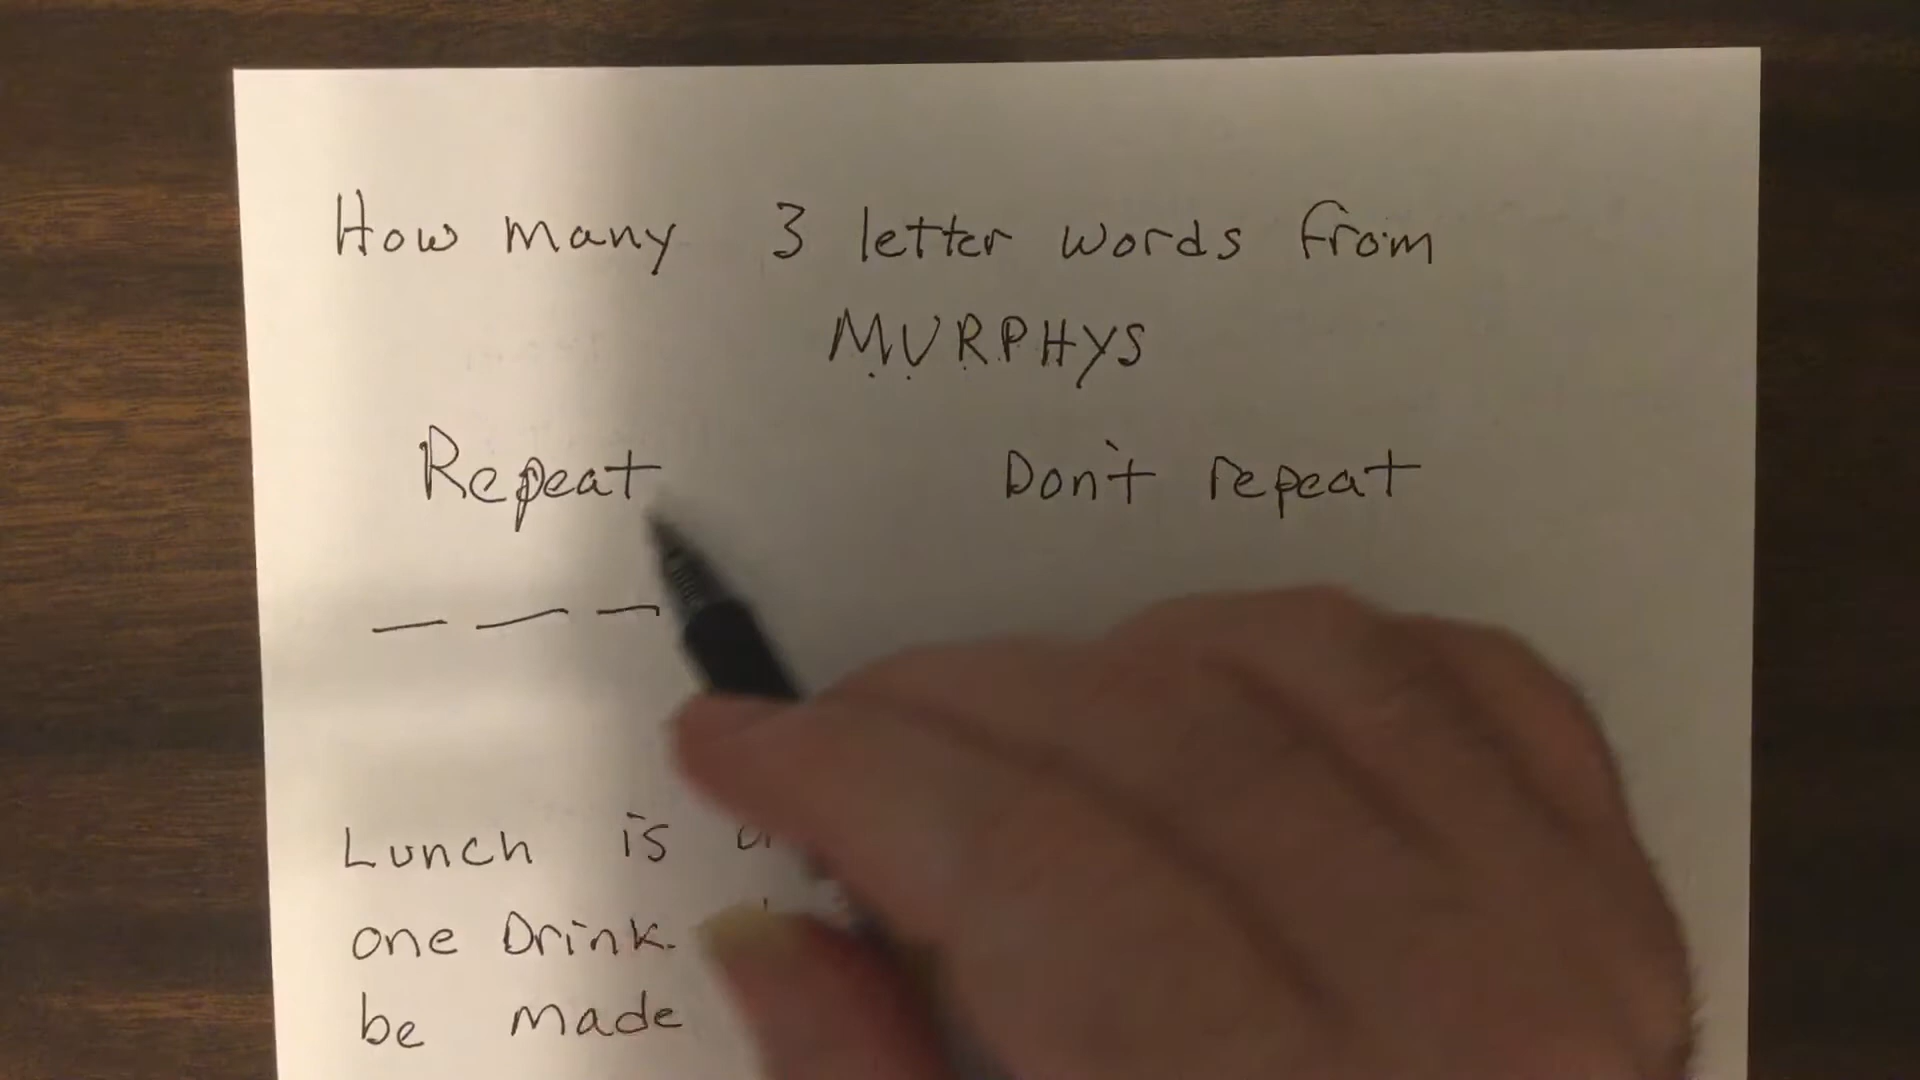 How many 3 letter words from
MURPHYS
Repeat Don't repeat
Lunch is
one Drink.
be made